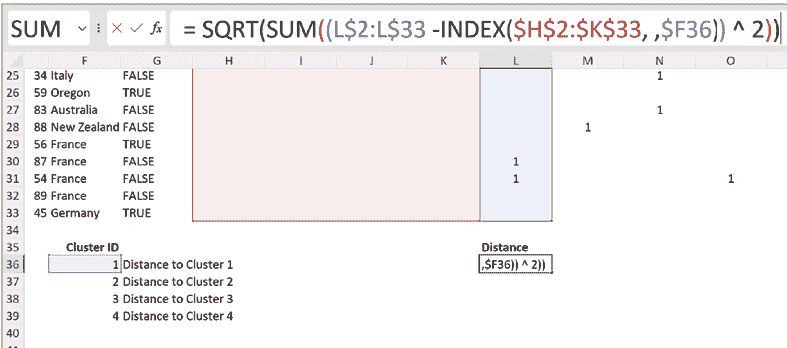 SUM = SQRT(SUM((L$2:L$33 -INDEX($H$2:$K$33, ,$F36)) ^ 2))
F G H I J K L M N O
25 34 Italy FALSE 1
26 59 Oregon TRUE
27 83 Australia FALSE 1
28 88 New Zealand FALSE 1
29 56 France TRUE
30 87 France FALSE 1
31 54 France FALSE 1 1
32 89 France FALSE
33 45 Germany TRUE
34
35 Cluster ID Distance
36 1 Distance to Cluster 1 ,$F36)) ^ 2))
37 2 Distance to Cluster 2
38 3 Distance to Cluster 3
39 4 Distance to Cluster 4
40